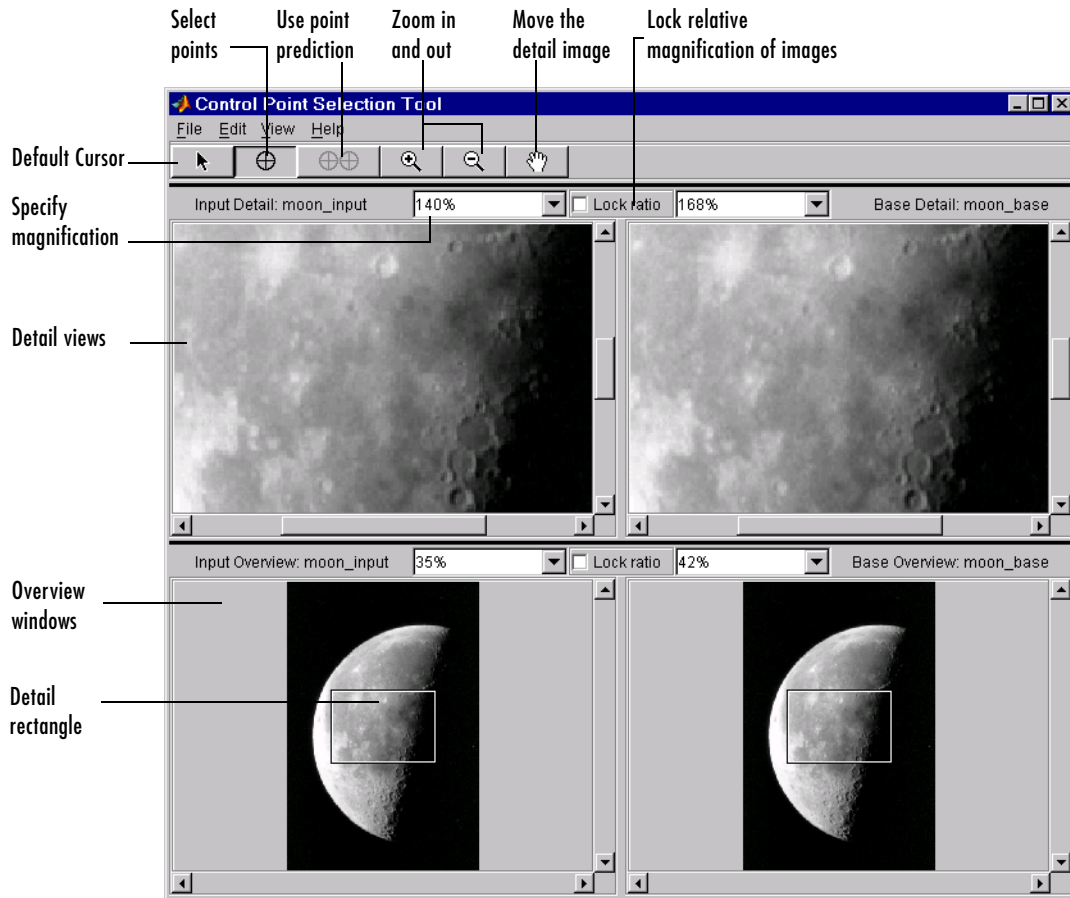 Select
points
Use point
prediction
Zoom in
and out
Move the
detail image
Lock relative
magnification of images
Control Point Selection Tool
File Edit View Help
Default Cursor
Specify
magnification
Input Detail: moon_input 140% Lock ratio 168% Base Detail: moon_base
Detail views
Input Overview: moon_input 35% Lock ratio 42% Base Overview: moon_base
Overview
windows
Detail
rectangle